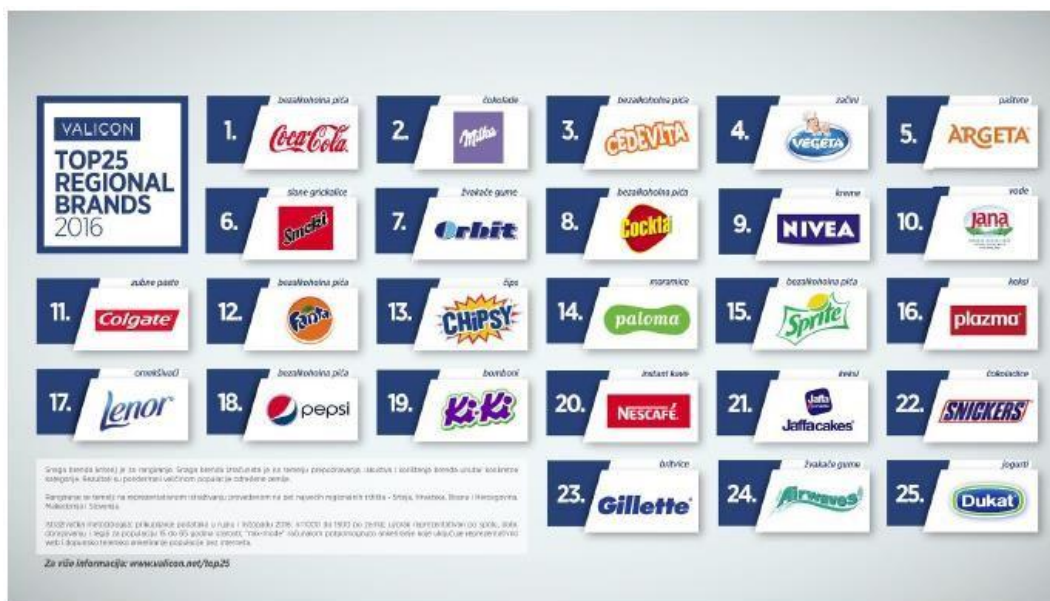 VALICON
TOP25
REGIONAL
BRANDS
2016
bezalkoholna pića
1.
Coca-Cola
čokolade
2.
Milka
bezalkoholna pića
3.
CEDEVITA
začini
4.
VEGETA
paštete
5.
ARGETA
slane grickalice
6.
Smoki
žvakaće gume
7.
Orbit
bezalkoholna pića
8.
Cockta
kreme
9.
NIVEA
vode
10.
jana
zubne paste
11.
Colgate
bezalkoholna pića
12.
Fanta
čips
13.
CHIPSY
maramice
14.
paloma
bezalkoholna pića
15.
Sprite
keksi
16.
plazma
omekšivači
17.
Lenor
bezalkoholna pića
18.
pepsi
bomboni
19.
Ki-Ki
instant kave
20.
NESCAFÉ
keksi
21.
Jaffa
Jaffacakes
čokoladice
22.
SNICKERS
britvice
23.
Gillette
žvakaće gume
24.
Airwaves
jogurti
25.
Dukat
Snaga brenda
kategorije.
Za više informacija: www.valicon.net/top25